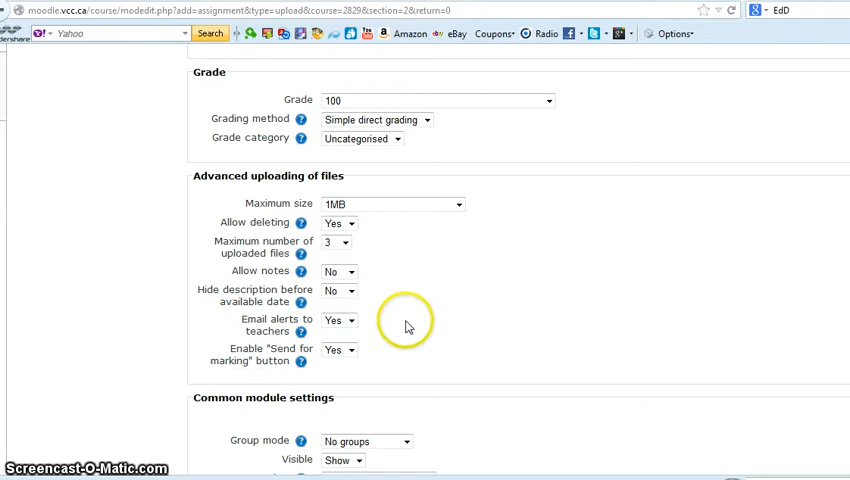 moodle.vcc.ca/course/modedit.php?add=assignment&type=upload&course=2829&section=2&return=0
EdD
dershare
Yahoo
Search
Amazon
eBay
Coupons
Radio
Options
Grade
Grade 100
Grading method Simple direct grading
Grade category Uncategorised
Advanced uploading of files
Maximum size 1MB
Allow deleting Yes
Maximum number of
uploaded files 3
Allow notes No
Hide description before
available date No
Email alerts to
teachers Yes
Enable "Send for
marking" button Yes
Common module settings
Group mode No groups
Visible Show
Screencast-O-Matic.com